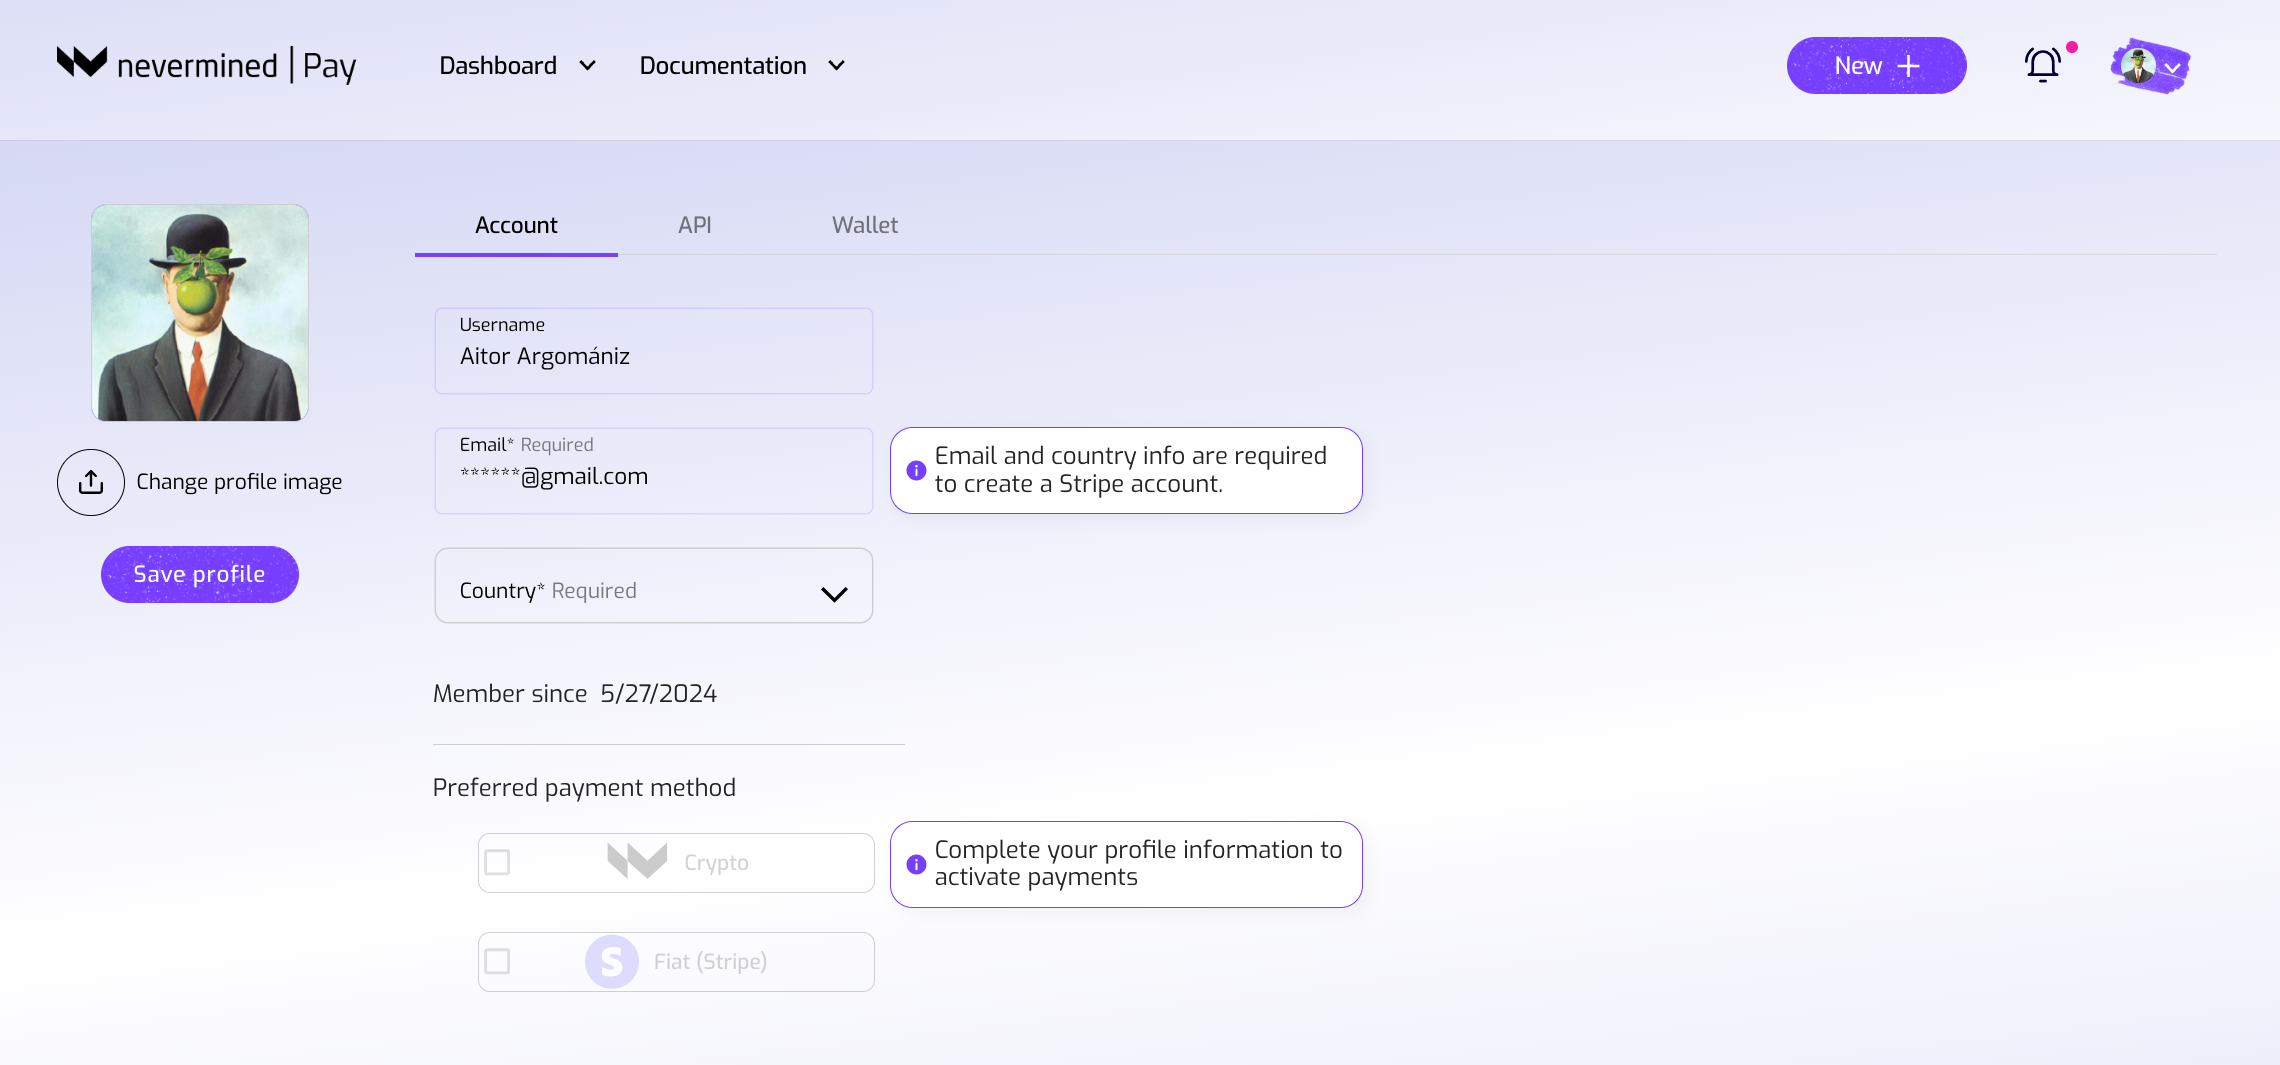 nevermined | Pay
Dashboard
Documentation
New +
Account
API
Wallet
Change profile image
Save profile
Username
Aitor Argomániz
Email* Required
******@gmail.com
Email and country info are required
to create a Stripe account.
Country* Required
Member since 5/27/2024
Preferred payment method
Crypto
Complete your profile information to
activate payments
S Fiat (Stripe)